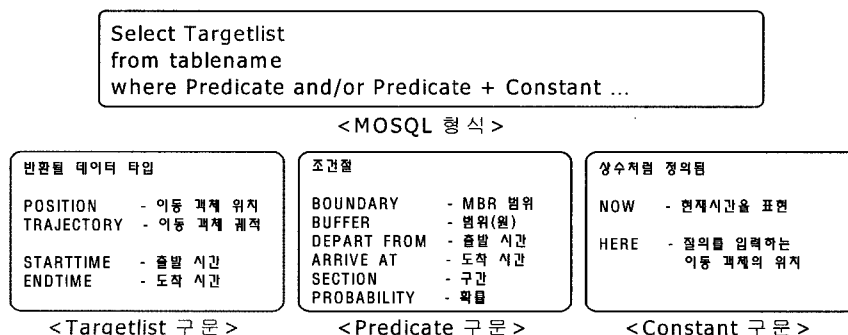 Select Targetlist
from tablename
where Predicate and/or Predicate + Constant ...
<MOSQL 형식>
반환될 데이터 타입
POSITION - 이동 객체 위치
TRAJECTORY - 이동 객체 궤적
STARTTIME - 출발 시간
ENDTIME - 도착 시간
<Targetlist 구문>
조건절
BOUNDARY - MBR 범위
BUFFER - 범위(원)
DEPART FROM - 출발 시간
ARRIVE AT - 도착 시간
SECTION - 구간
PROBABILITY - 확률
<Predicate 구문>
상수처럼 정의됨
NOW - 현재시간을 표현
HERE - 질의를 입력하는
이동 객체의 위치
<Constant 구문>